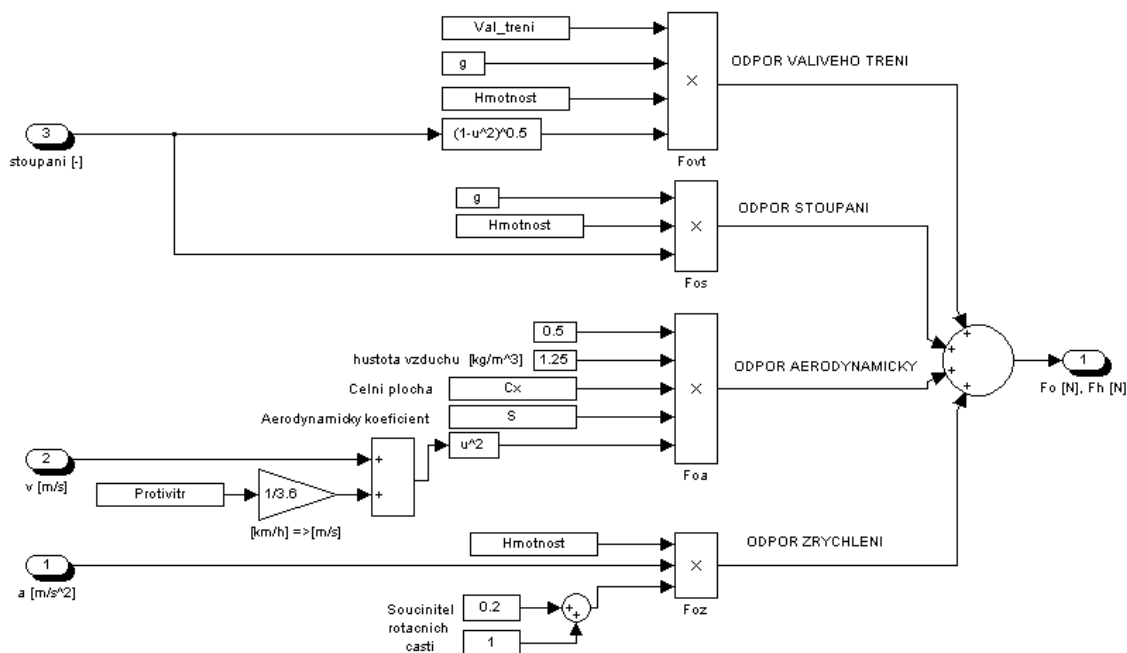 Val_treni
g
Hmotnost
(1-u^2)^0.5
×
ODPOR VALIVEHO TRENI
Fovt
3
stoupani [-]
g
Hmotnost
×
ODPOR STOUPANI
Fos
0.5
hustota vzduchu [kg/m^3]
1.25
Celni plocha
Cx
Aerodynamicky koeficient
S
u^2
×
ODPOR AERODYNAMICKY
Foa
+
+
+
+
1
Fo [N], Fh [N]
2
v [m/s]
Protivitr
1/3.6
[km/h] =>[m/s]
+
+
Hmotnost
×
ODPOR ZRYCHLENI
Foz
1
a [m/s^2]
Soucinitel
rotacnich
casti
0.2
1
+
+